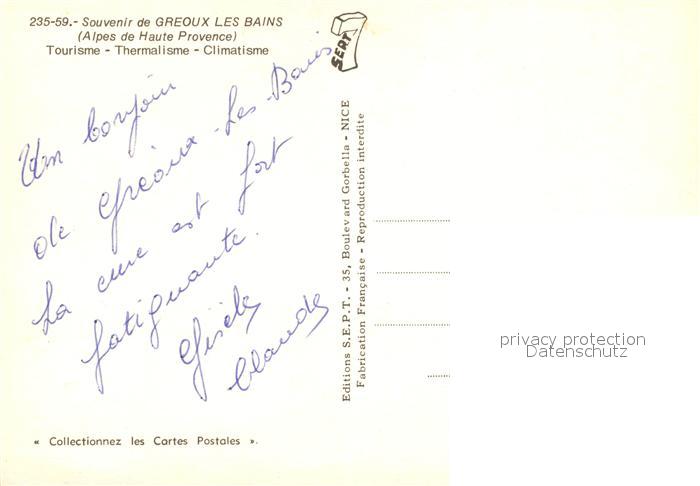 235-59.- Souvenir de GREOUX LES BAINS
(Alpes de Haute Provence)
Tourisme - Thermalisme - Climatisme
SEPT
Un bonjour
de Gréoux-les-Bains
La cure est fort
fatiguante.
Gisèle
Claude
Editions S.E.P.T. - 35, Boulevard Gorbella - NICE
Fabrication Française - Reproduction interdite
privacy protection
Datenschutz
« Collectionnez les Cartes Postales ».